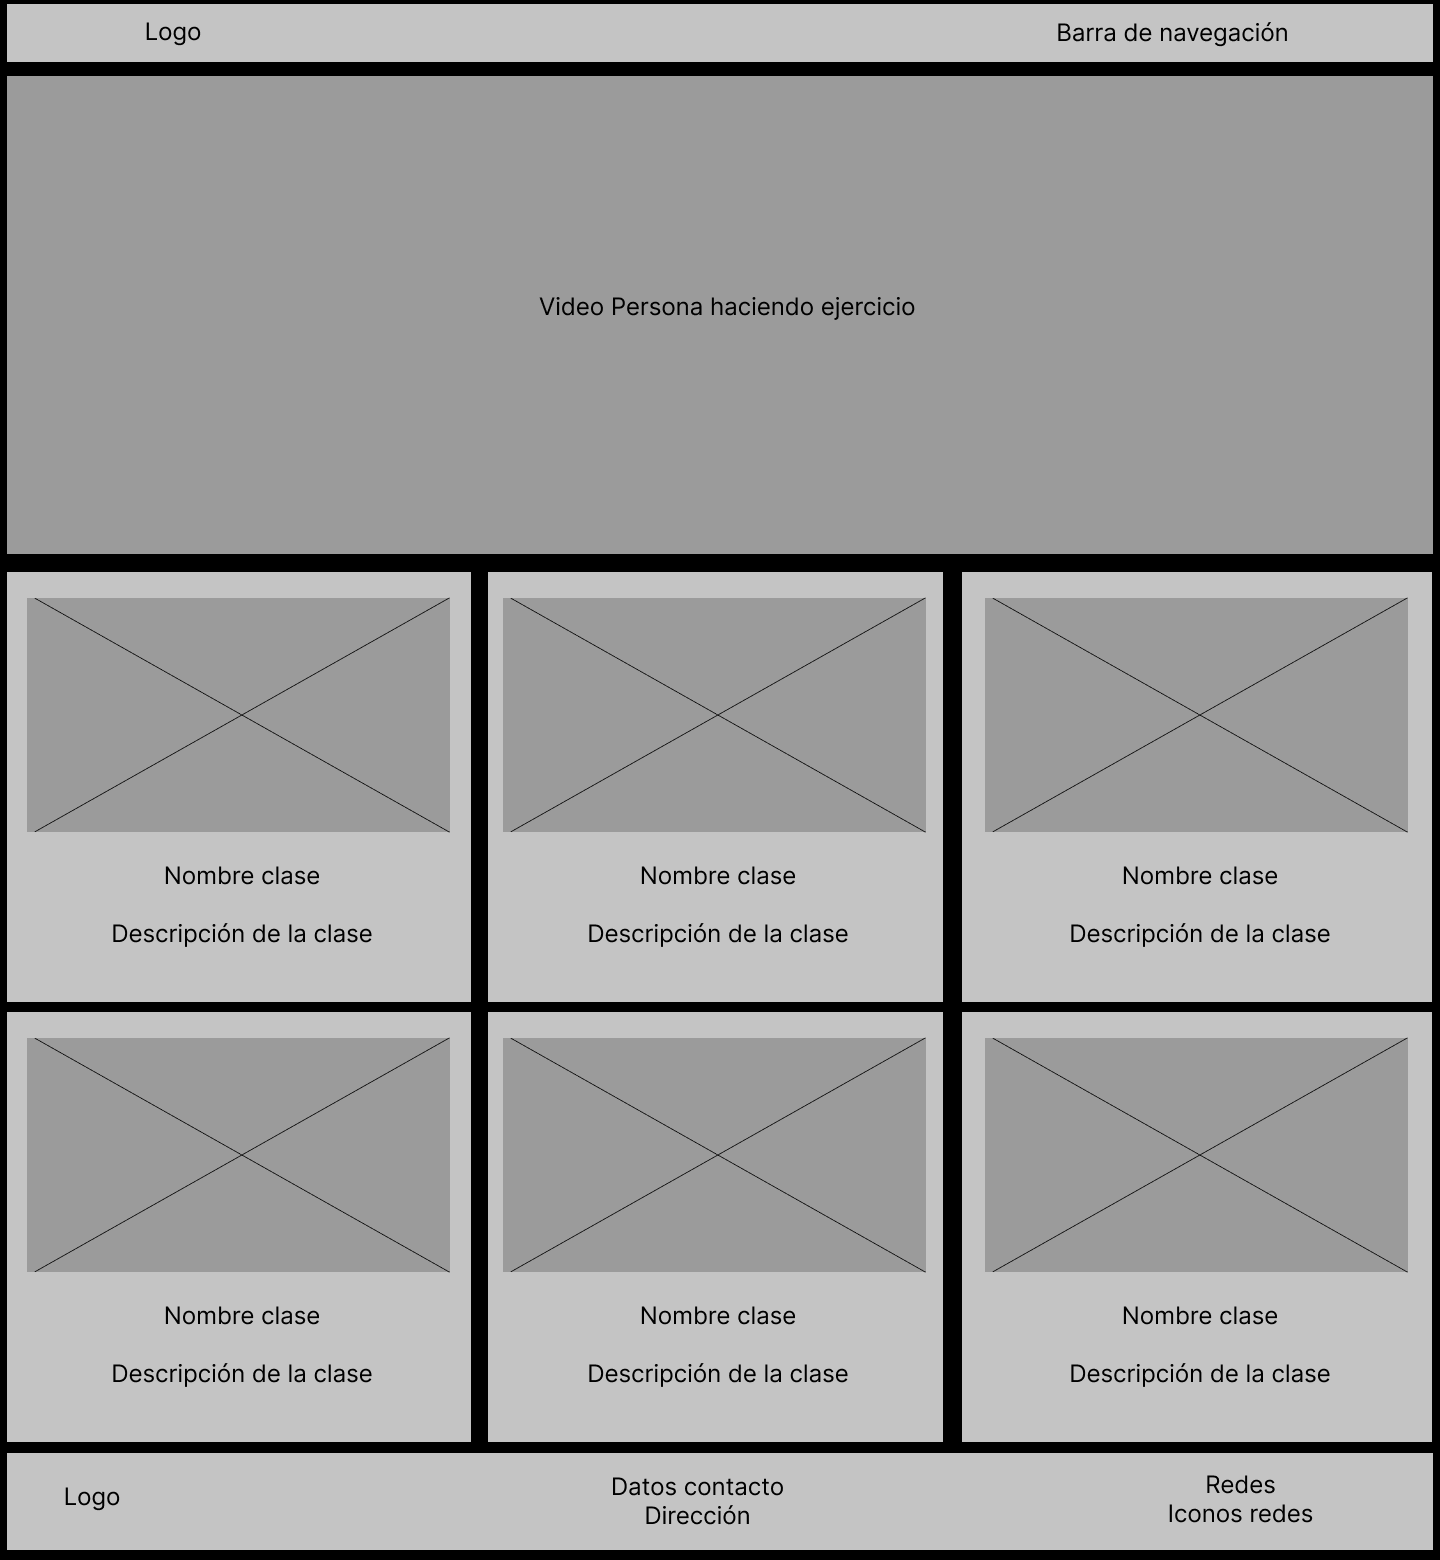 Logo
Barra de navegación
Video Persona haciendo ejercicio
Nombre clase
Descripción de la clase
Nombre clase
Descripción de la clase
Nombre clase
Descripción de la clase
Nombre clase
Descripción de la clase
Nombre clase
Descripción de la clase
Nombre clase
Descripción de la clase
Logo
Datos contacto
Dirección
Redes
Iconos redes